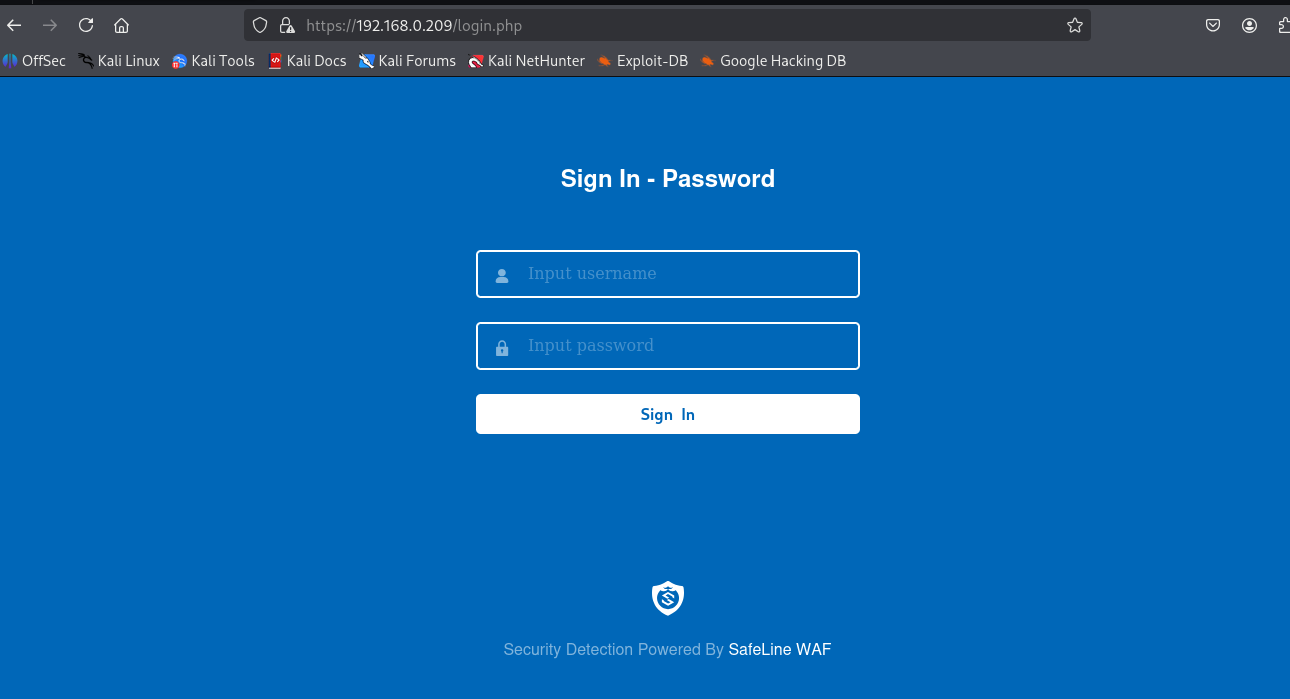 https://192.168.0.209/login.php
OffSec Kali Linux Kali Tools Kali Docs Kali Forums Kali NetHunter Exploit-DB Google Hacking DB
Sign In - Password
Input username
Input password
Sign In
Security Detection Powered By SafeLine WAF